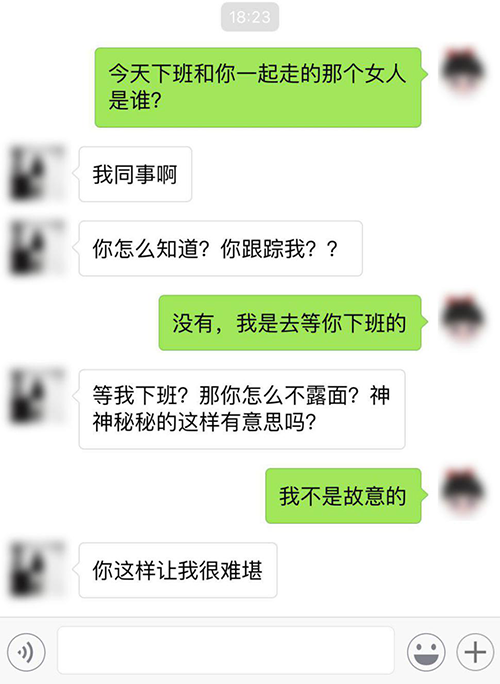 18:23
今天下班和你一起走的那个女人
是谁？
我同事啊
你怎么知道？你跟踪我？？
没有，我是去等你下班的
等我下班？那你怎么不露面？神
神秘秘的这样有意思吗？
我不是故意的
你这样让我很难堪